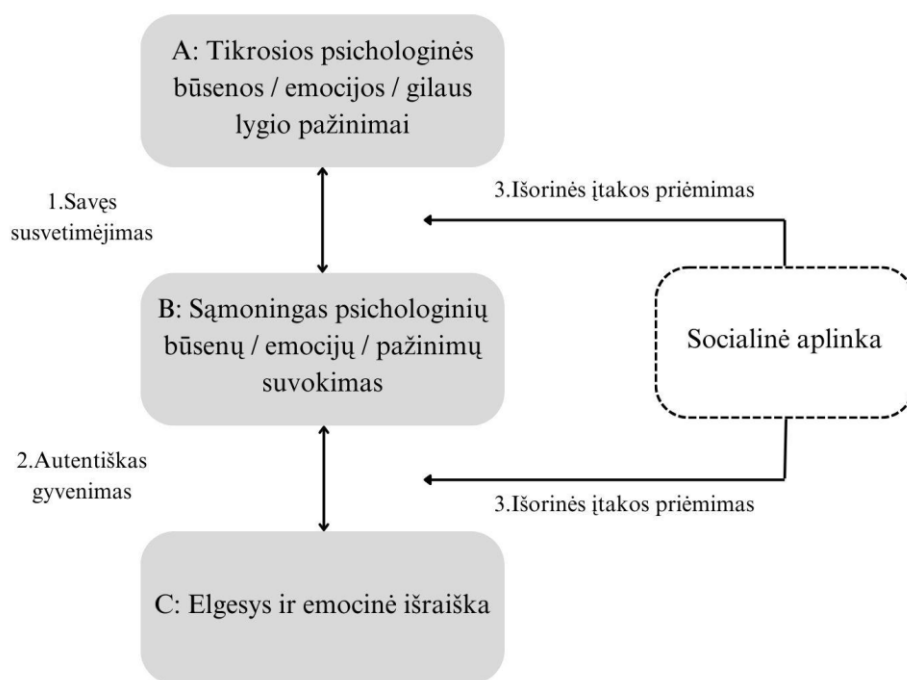 A: Tikrosios psichologinės
būsenos / emocijos / gilaus
lygio pažinimai
1.Savęs
susvetimėjimas
3.Išorinės įtakos priėmimas
B: Sąmoningas psichologinių
būsenų / emocijų / pažinimų
suvokimas
Socialinė aplinka
2.Autentiškas
gyvenimas
3.Išorinės įtakos priėmimas
C: Elgesys ir emocinė išraiška